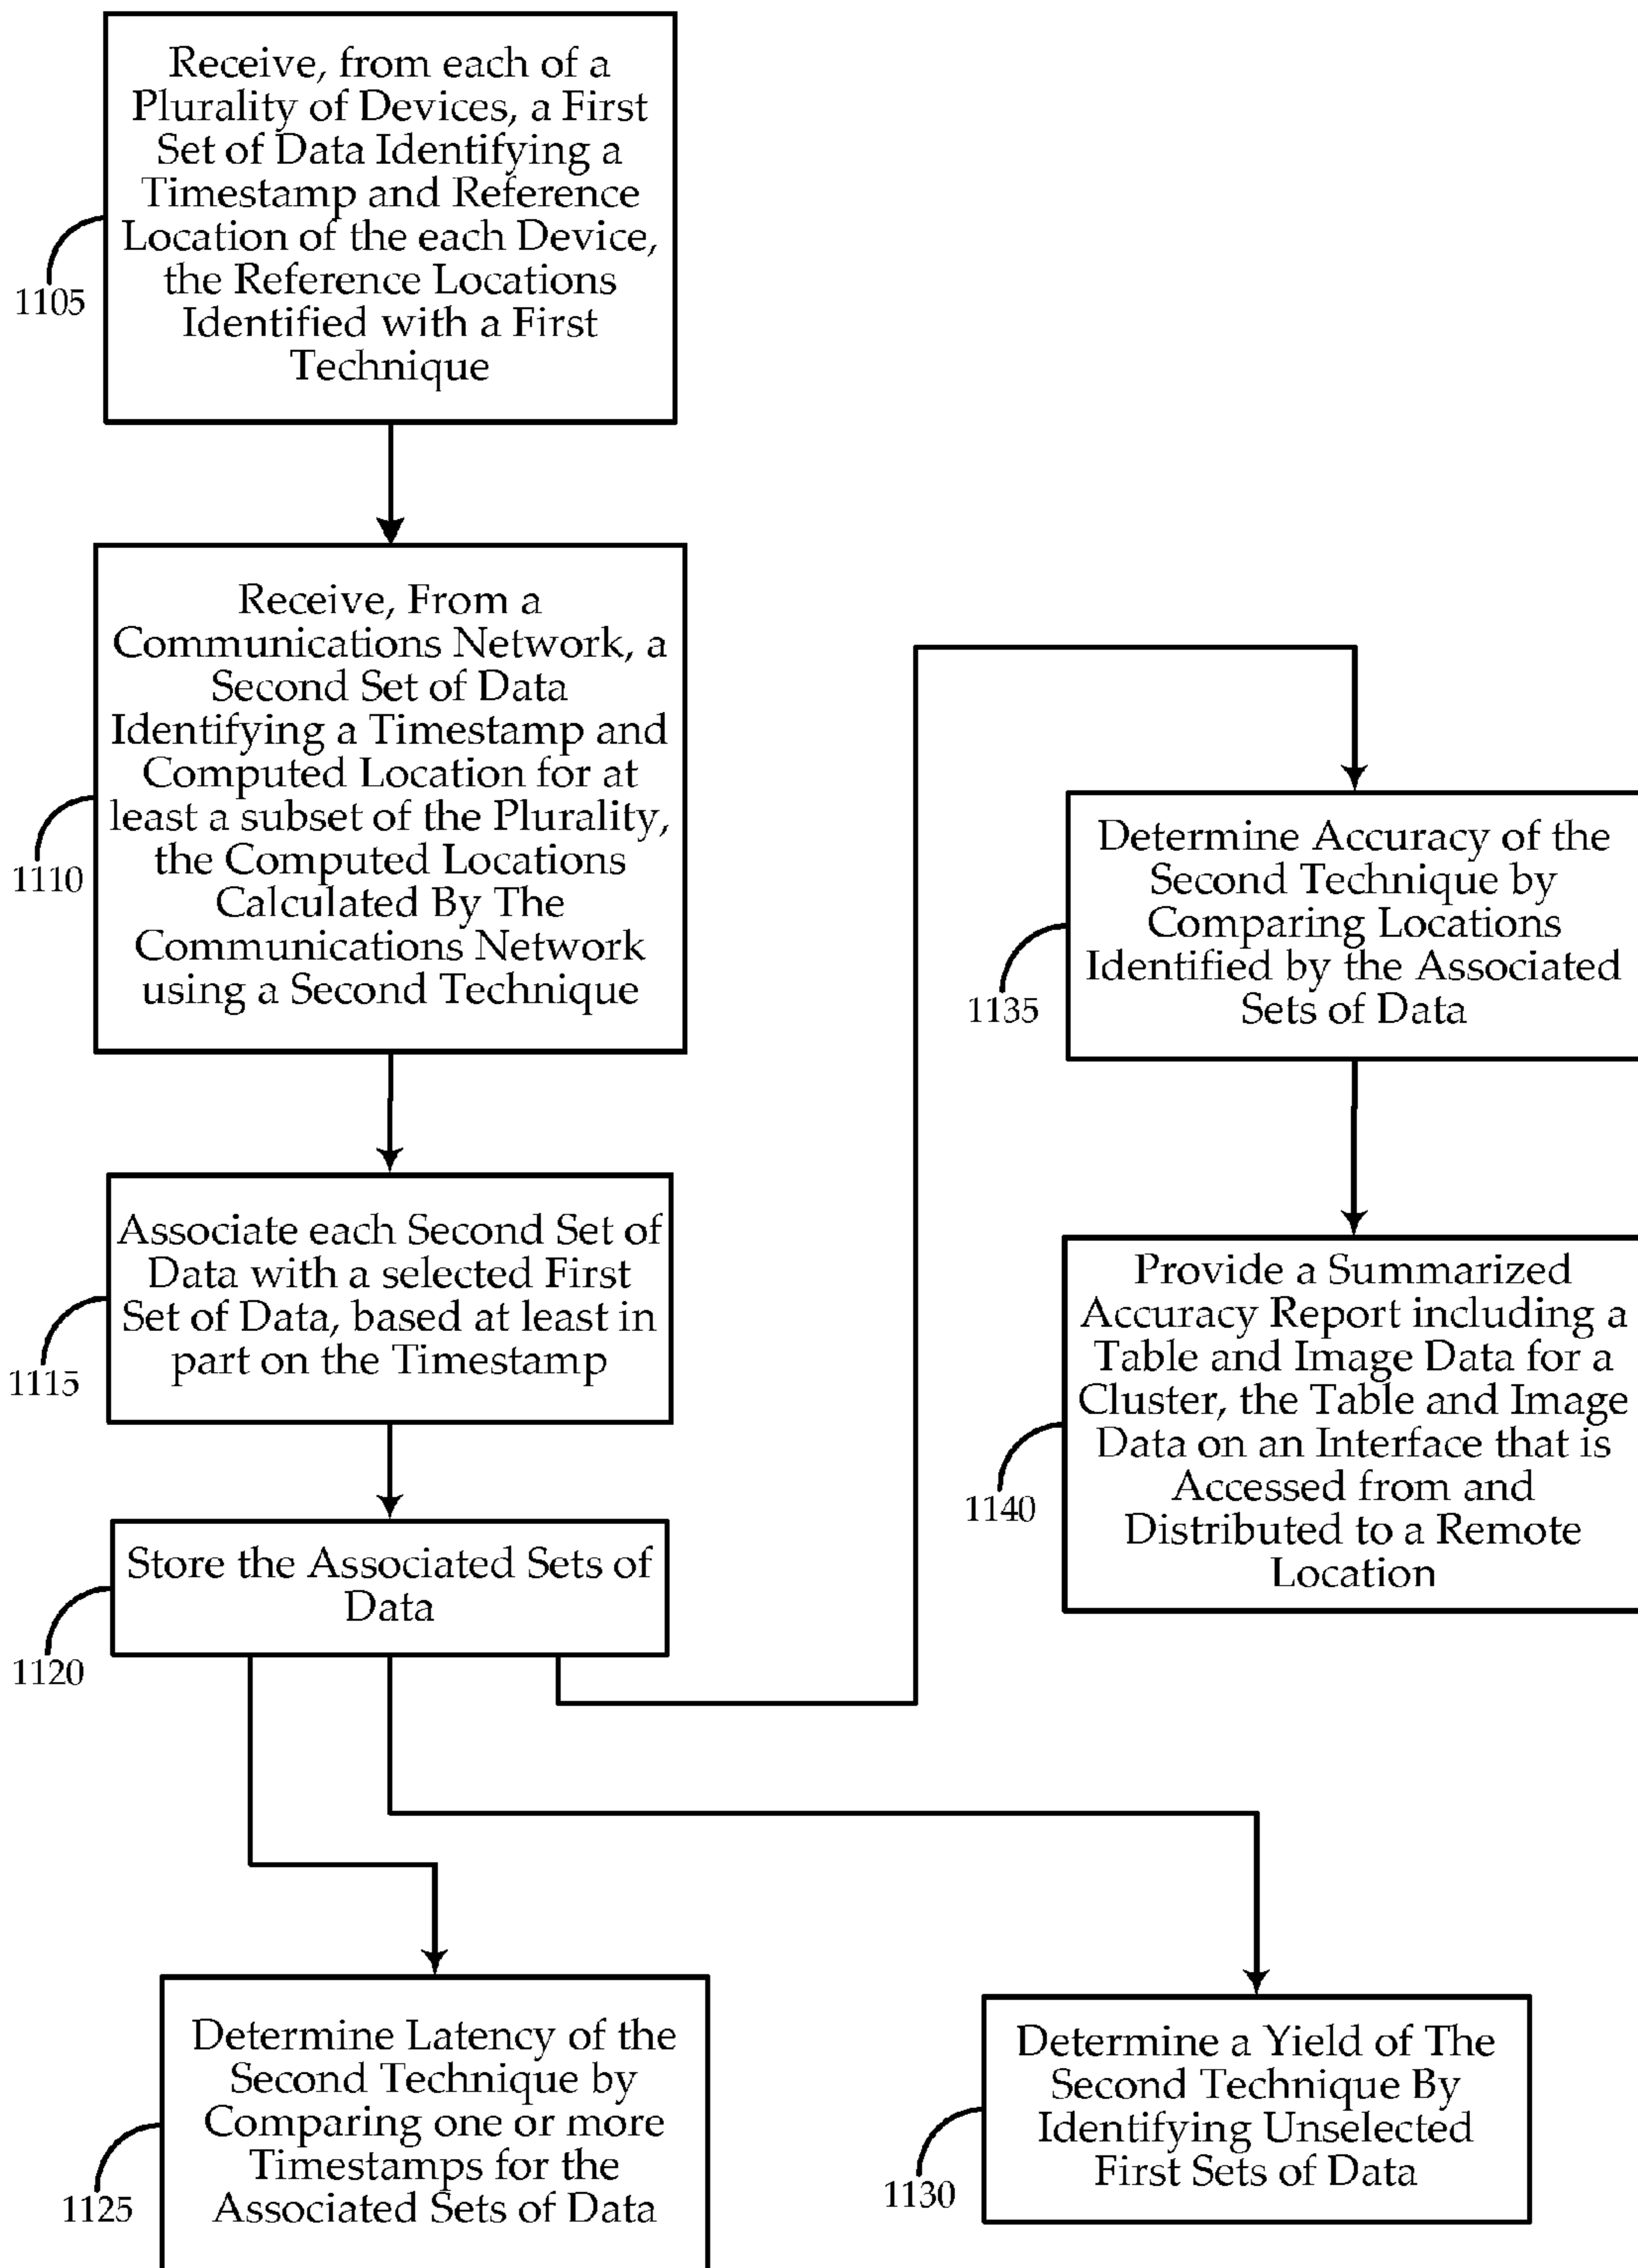 Receive, from each of a
Plurality of Devices, a First
Set of Data Identifying a
Timestamp and Reference
Location of the each Device,
the Reference Locations
Identified with a First
Technique
1105
Receive, From a
Communications Network, a
Second Set of Data
Identifying a Timestamp and
Computed Location for at
least a subset of the Plurality,
the Computed Locations
Calculated By The
Communications Network
using a Second Technique
1110
Associate each Second Set of
Data with a selected First
Set of Data, based at least in
part on the Timestamp
1115
Store the Associated Sets of
Data
1120
Determine Latency of the
Second Technique by
Comparing one or more
Timestamps for the
Associated Sets of Data
1125
Determine a Yield of The
Second Technique By
Identifying Unselected
First Sets of Data
1130
Determine Accuracy of the
Second Technique by
Comparing Locations
Identified by the Associated
Sets of Data
1135
Provide a Summarized
Accuracy Report including a
Table and Image Data for a
Cluster, the Table and Image
Data on an Interface that is
Accessed from and
Distributed to a Remote
Location
1140